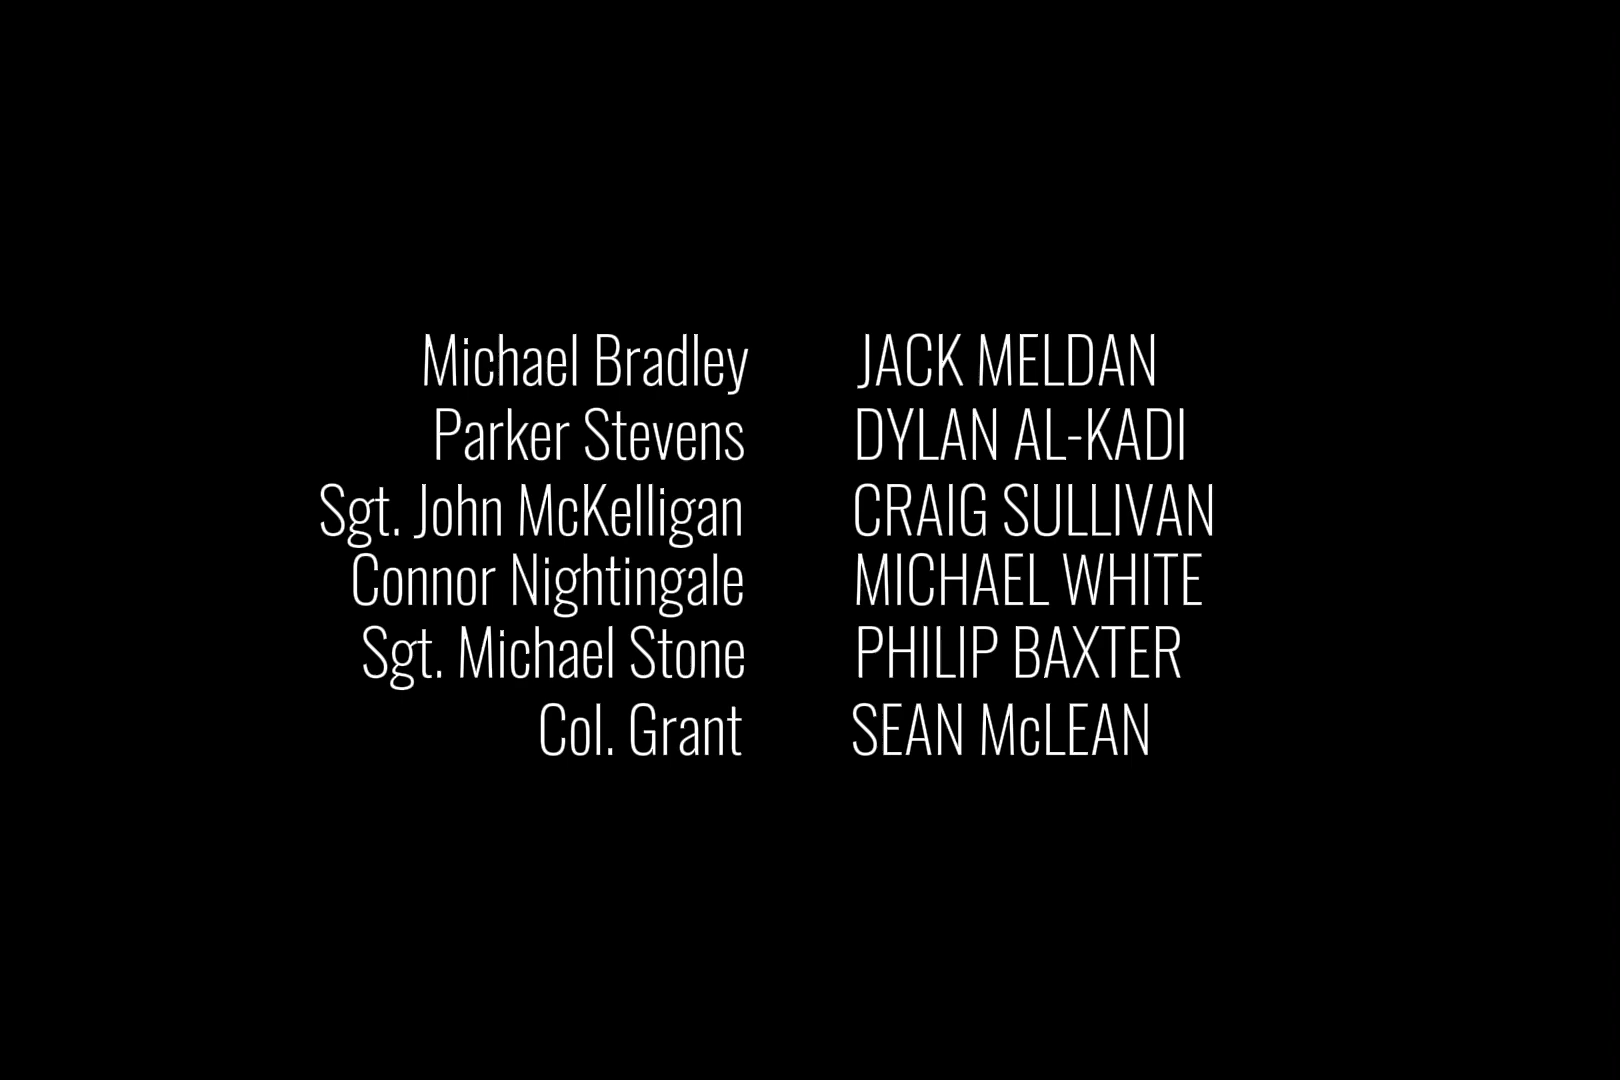 Michael Bradley JACK MELDAN
Parker Stevens DYLAN AL-KADI
Sgt. John McKelligan CRAIG SULLIVAN
Connor Nightingale MICHAEL WHITE
Sgt. Michael Stone PHILIP BAXTER
Col. Grant SEAN McLEAN